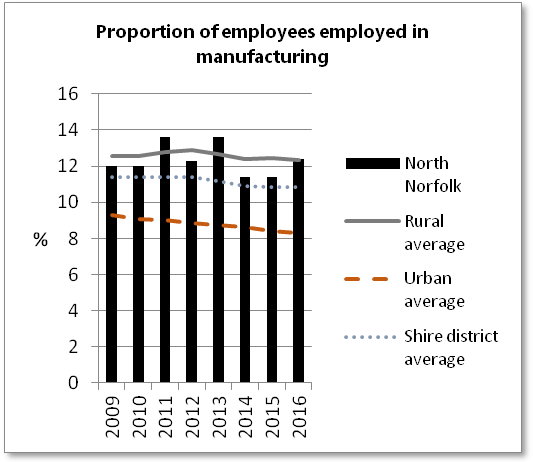 Proportion of employees employed in
manufacturing
16
14
12
10
8
6
4
2
0
%
2009
2010
2011
2012
2013
2014
2015
2016
North
Norfolk
Rural
average
Urban
average
Shire district
average